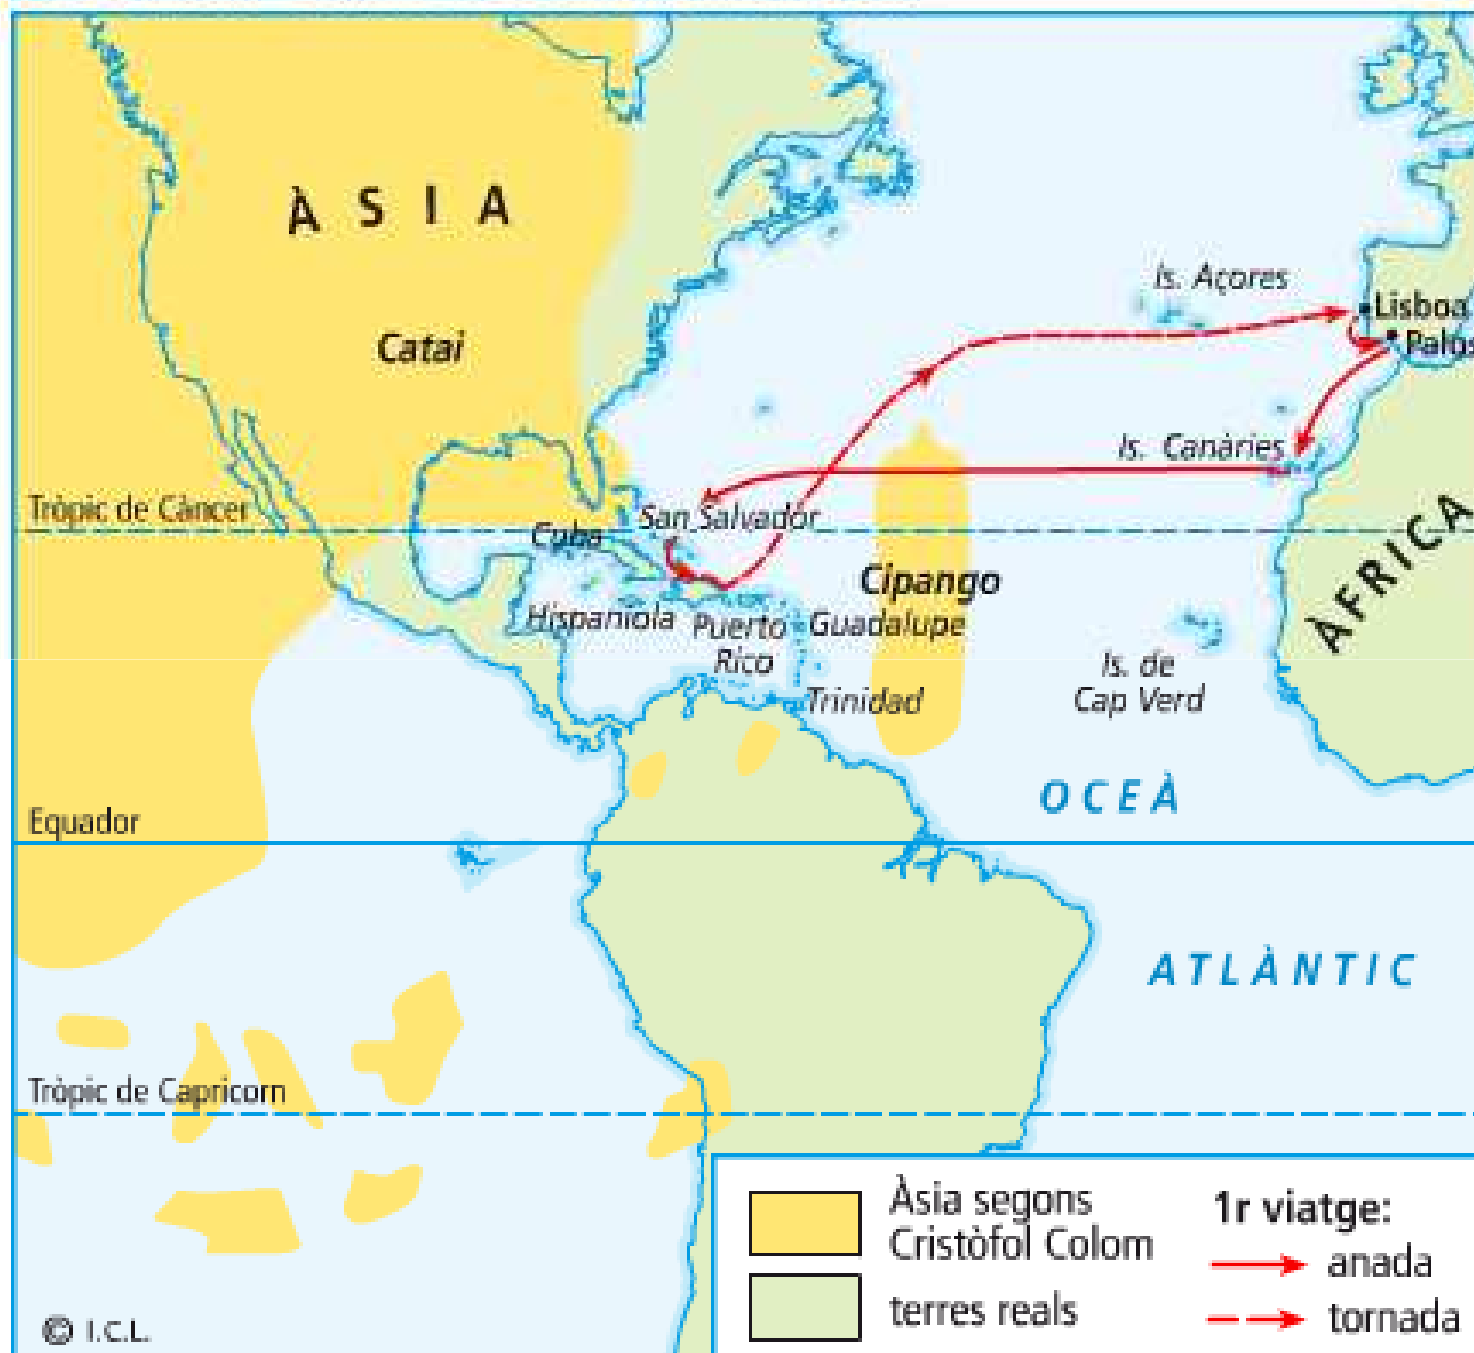 À S I A
Catai
Is. Açores
Lisboa
Palos
Is. Canàries
Tròpic de Càncer
San Salvador
Cuba
ÀFRICA
Cipango
Hispaniola
Puerto
Rico
Guadalupe
Is. de
Cap Verd
Trinidad
OCEÀ
Equador
ATLÀNTIC
Tròpic de Capricorn
Àsia segons
Cristòfol Colom
terres reals
1r viatge:
anada
tornada
© I.C.L.